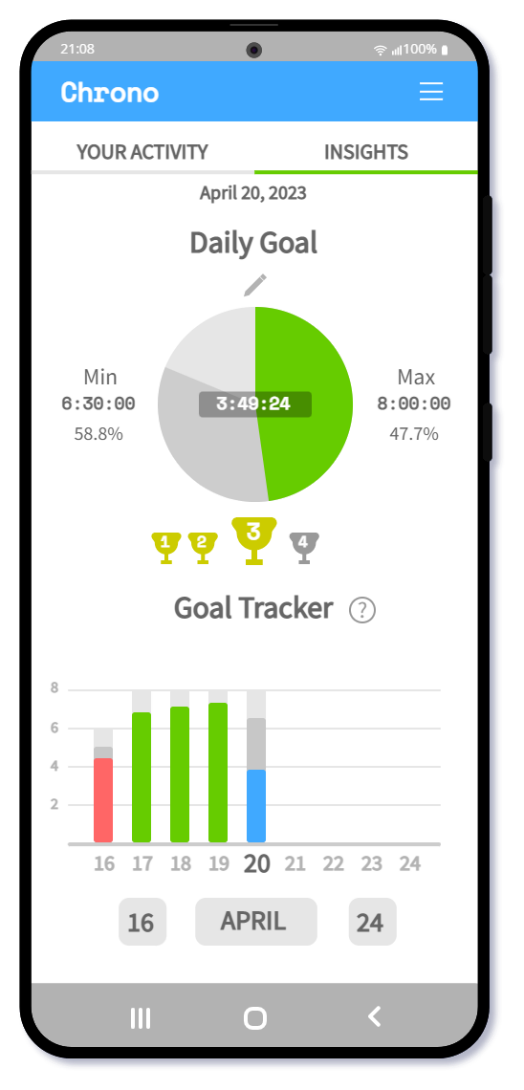 21:08 100%
Chrono
YOUR ACTIVITY INSIGHTS
April 20, 2023
Daily Goal
Min Max
6:30:00 3:49:24 8:00:00
58.8% 47.7%
1 2 3 4
Goal Tracker ?
8
6
4
2
16 17 18 19 20 21 22 23 24
16 APRIL 24